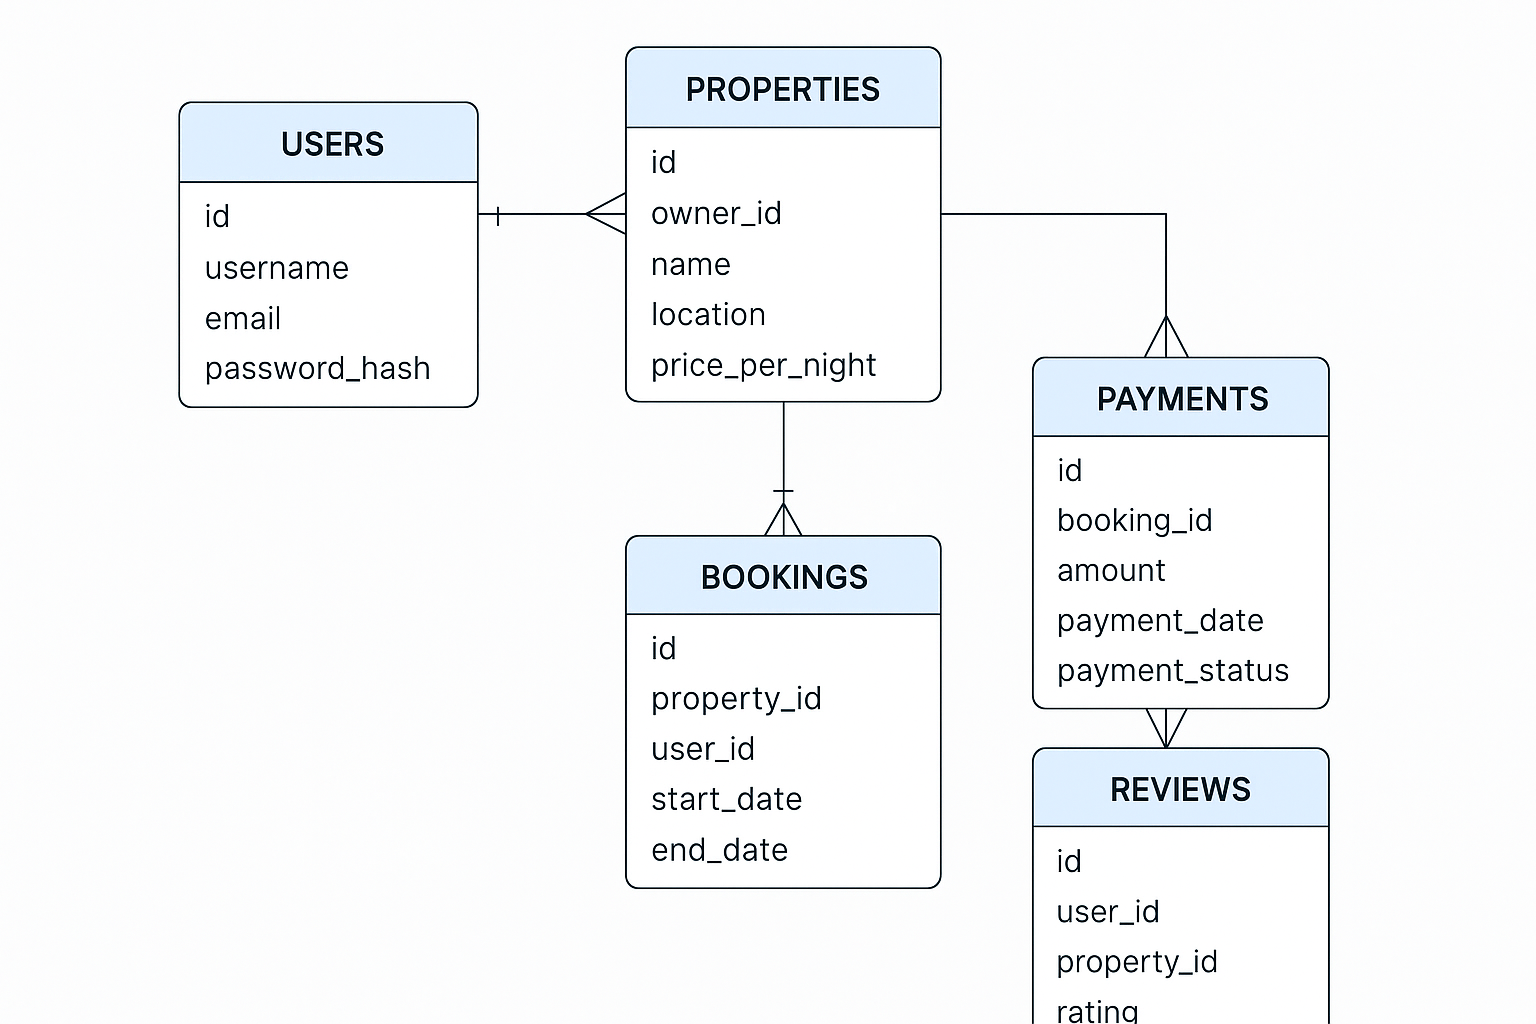 USERS
id
username
email
password_hash
PROPERTIES
id
owner_id
name
location
price_per_night
BOOKINGS
id
property_id
user_id
start_date
end_date
PAYMENTS
id
booking_id
amount
payment_date
payment_status
REVIEWS
id
user_id
property_id
rating